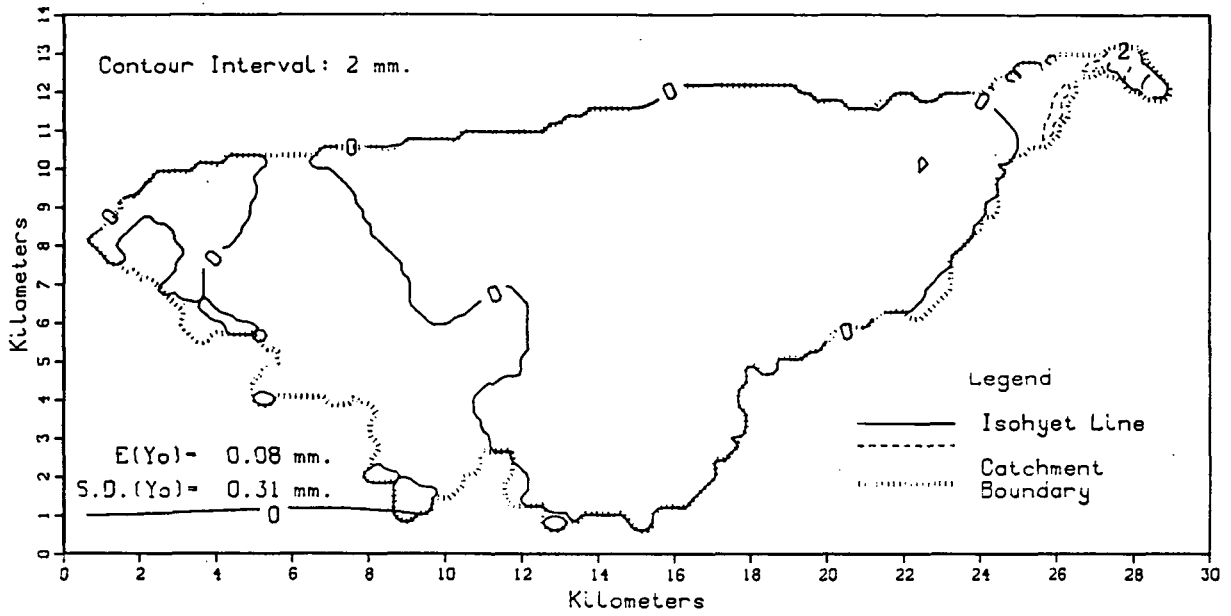 14
13
12
11
10
9
8
7
6
5
4
3
2
1
0
Kilometers
Contour Interval: 2 mm.
0
0
0
2
0
0
0
0
0
E(Yo)= 0.08 mm.
S.D.(Yo)= 0.31 mm.
Legend
Isohyet Line
Catchment
Boundary
0 2 4 6 8 10 12 14 16 18 20 22 24 26 28 30
Kilometers